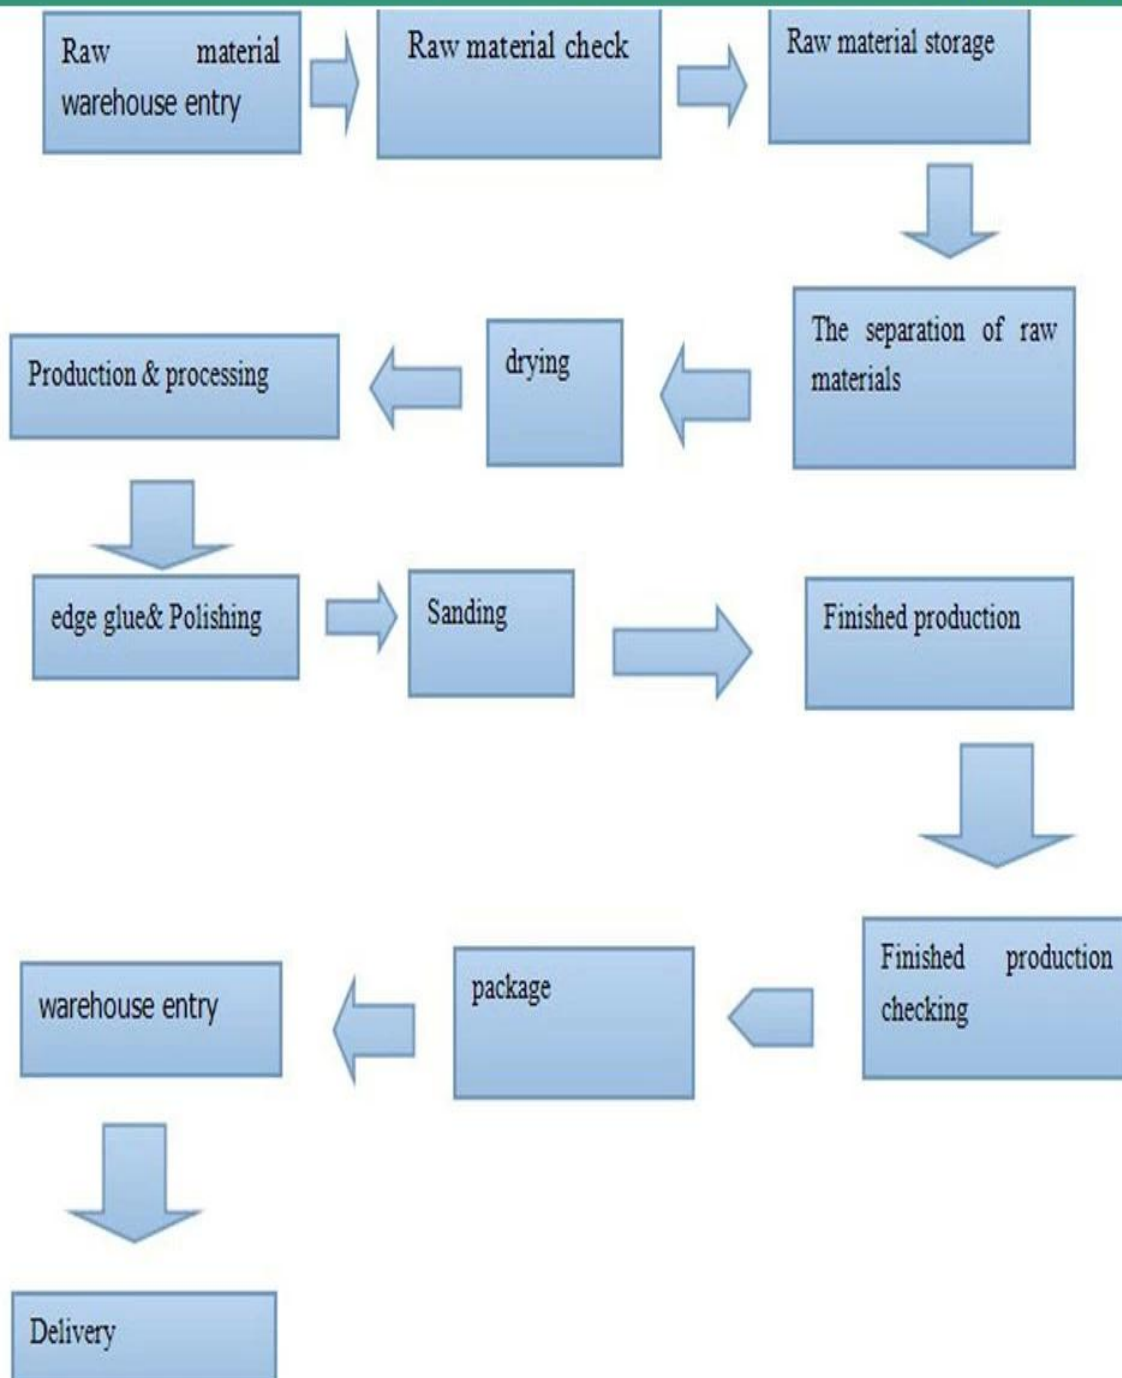 Raw material
warehouse entry
Raw material check
Raw material storage
The separation of raw
materials
drying
Production & processing
edge glue& Polishing
Sanding
Finished production
Finished production
checking
package
warehouse entry
Delivery